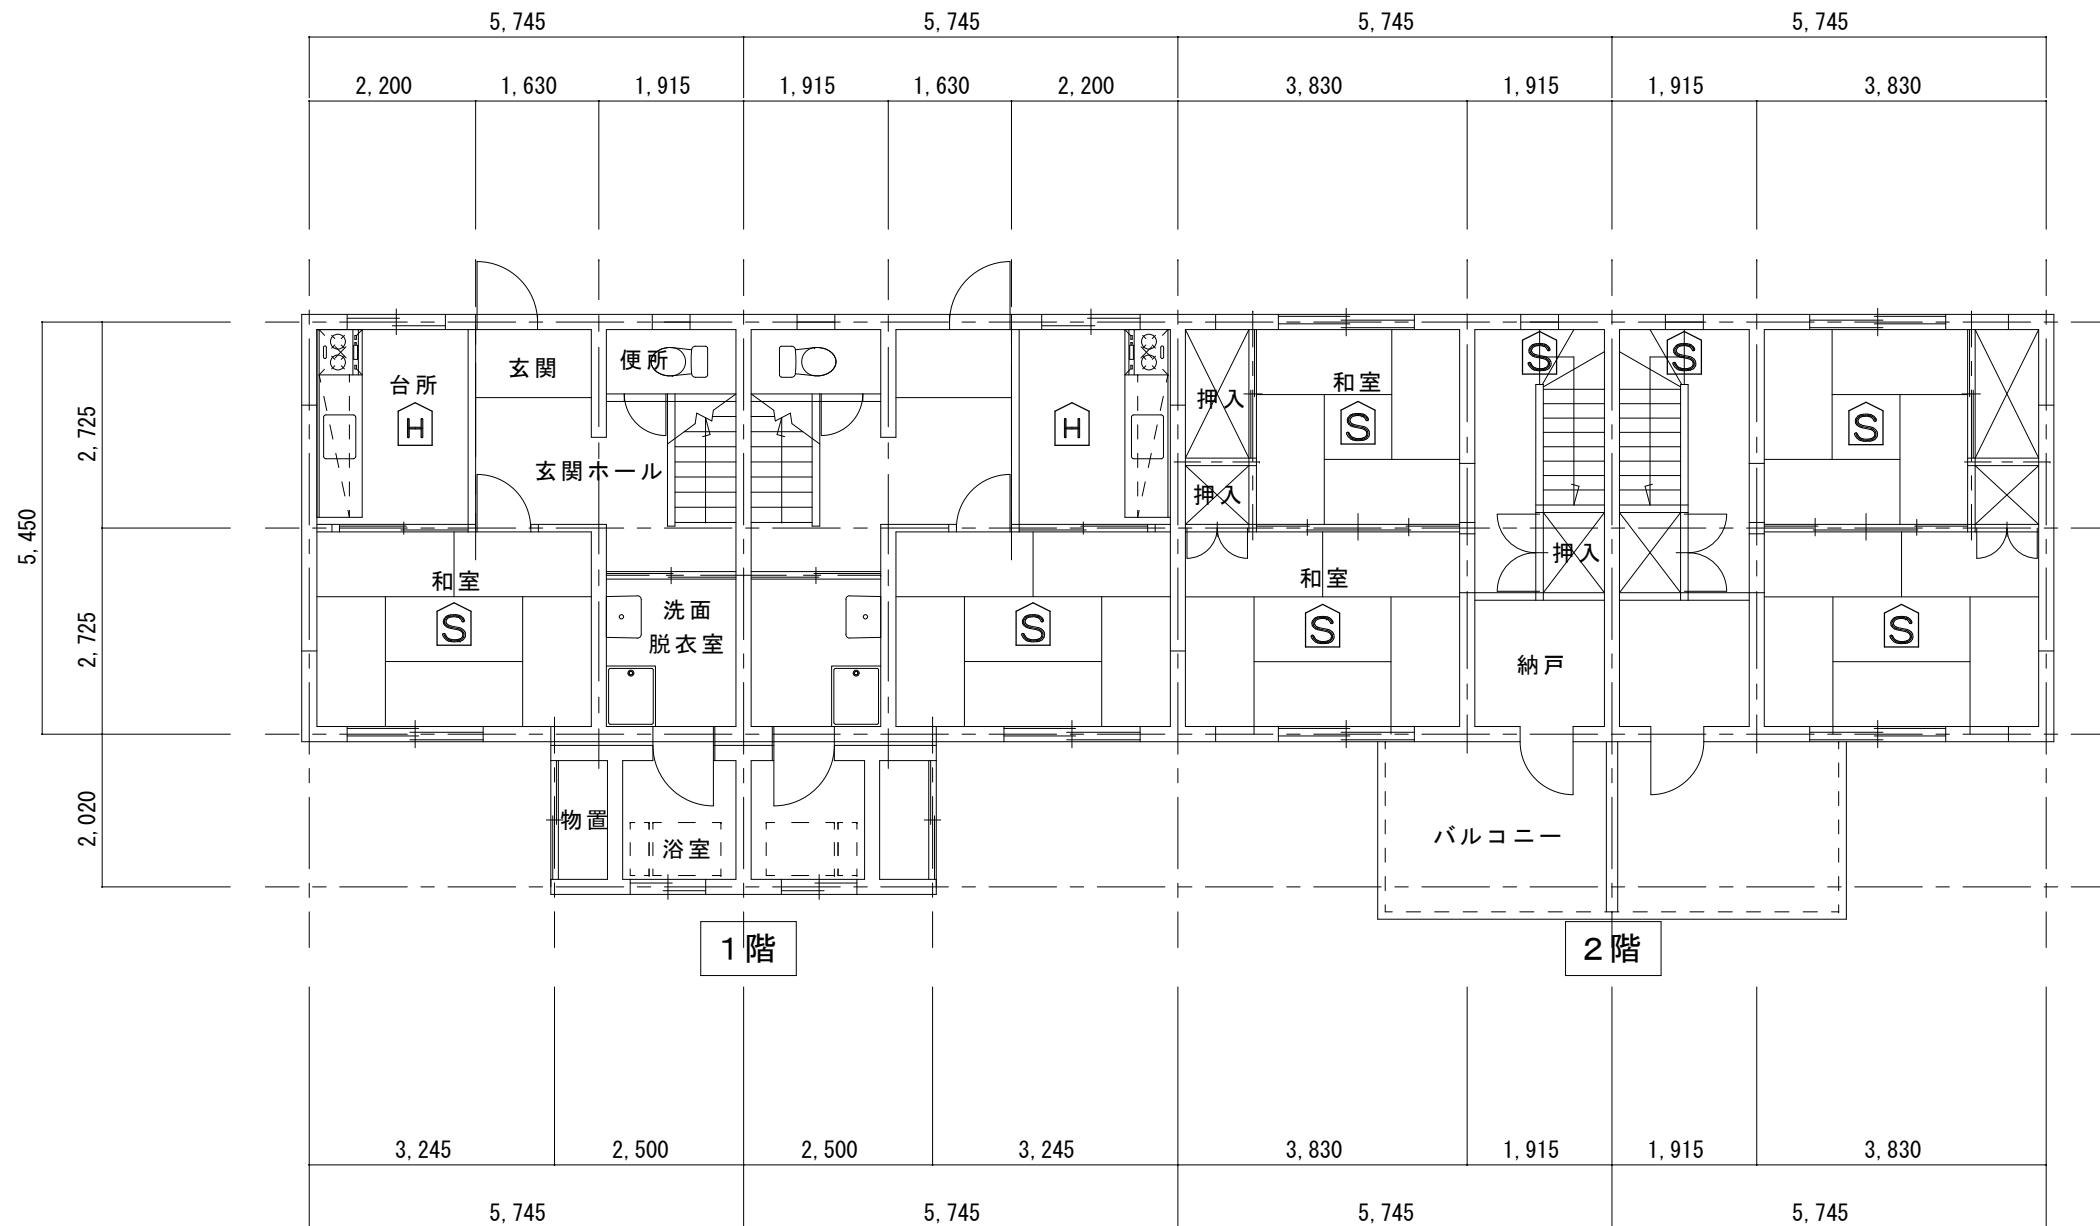 5,745 5,745 5,745 5,745
2,200 1,630 1,915 1,915 1,630 2,200 3,830 1,915 1,915 3,830
S S
玄関 便所
台所 和室
押入
H H S S
2,725
玄関ホール
押入
5,450
押入
和室 和室
洗面
脱衣室
S S S S
2,725
納戸
2,020
物置
浴室
バルコニー
1階 2階
3,245 2,500 2,500 3,245 3,830 1,915 1,915 3,830
5,745 5,745 5,745 5,745